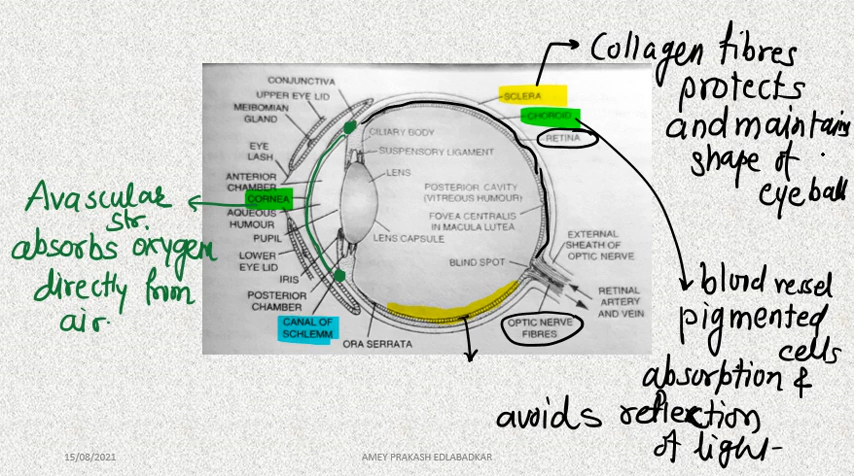 Collagen fibres
protects
and maintains
shape of
eyeball
Avascular
str.
absorbs oxygen
directly from
air.
CONJUNCTIVA
UPPER EYE LID
MEIBOMIAN
GLAND
EYE
LASH
ANTERIOR
CHAMBER
CORNEA
AQUEOUS
HUMOUR
PUPIL
LOWER
EYE LID
IRIS
POSTERIOR
CHAMBER
CANAL OF
SCHLEMM
ORA SERRATA
CILIARY BODY
SUSPENSORY LIGAMENT
LENS
POSTERIOR CAVITY
(VITREOUS HUMOUR)
FOVEA CENTRALIS
IN MACULA LUTEA
LENS CAPSULE
BLIND SPOT
SCLERA
CHOROID
RETINA
EXTERNAL
SHEATH OF
OPTIC NERVE
RETINAL
ARTERY
AND VEIN
OPTIC NERVE
FIBRES
blood vessel
pigmented
cells
absorption &
avoids reflection
of light
15/08/2021
AMEY PRAKASH EDLABADKAR